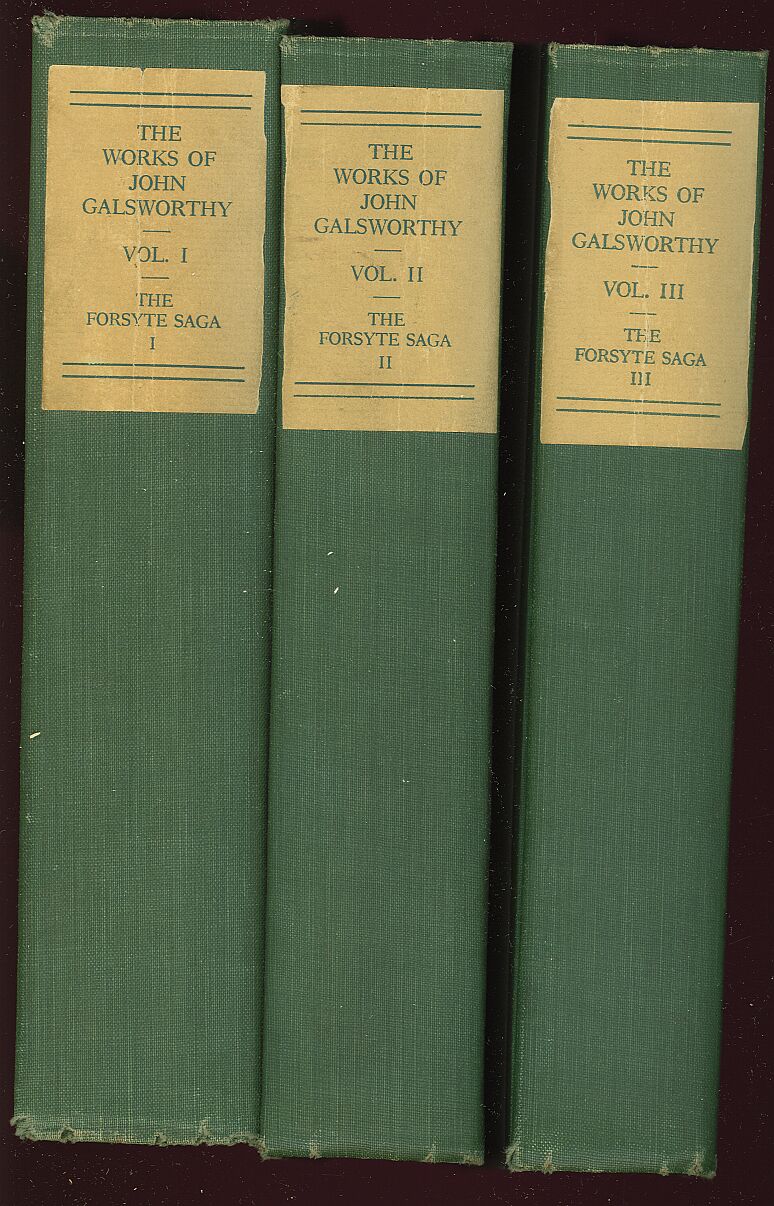 THE
WORKS OF
JOHN
GALSWORTHY
VOL. I
THE
FORSYTE SAGA
I
THE
WORKS OF
JOHN
GALSWORTHY
VOL. II
THE
FORSYTE SAGA
II
THE
WORKS OF
JOHN
GALSWORTHY
VOL. III
THE
FORSYTE SAGA
III